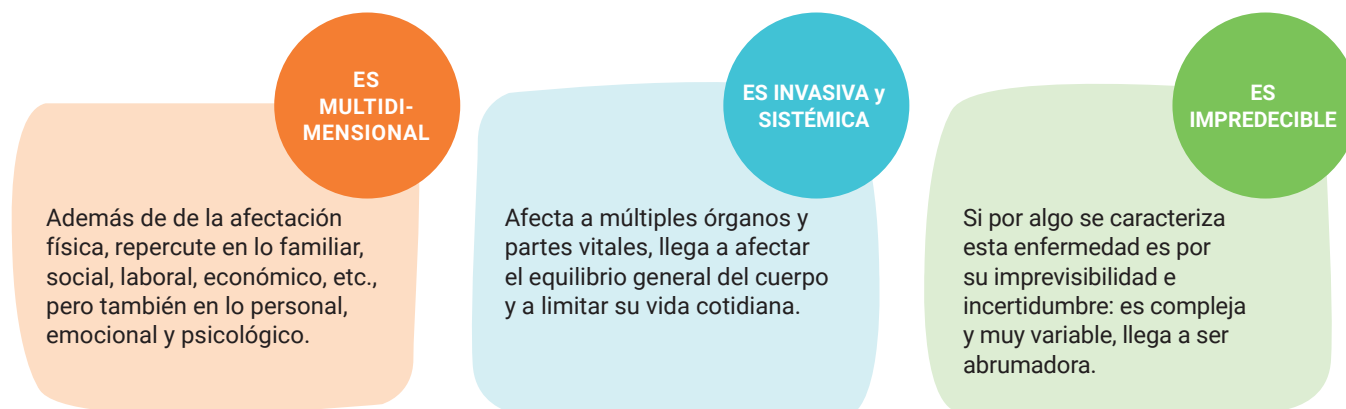 ES
MULTIDI-
MENSIONAL
Además de de la afectación
física, repercute en lo familiar,
social, laboral, económico, etc.,
pero también en lo personal,
emocional y psicológico.
ES INVASIVA y
SISTÉMICA
Afecta a múltiples órganos y
partes vitales, llega a afectar
el equilibrio general del cuerpo
y a limitar su vida cotidiana.
ES
IMPREDECIBLE
Si por algo se caracteriza
esta enfermedad es por
su imprevisibilidad e
incertidumbre: es compleja
y muy variable, llega a ser
abrumadora.